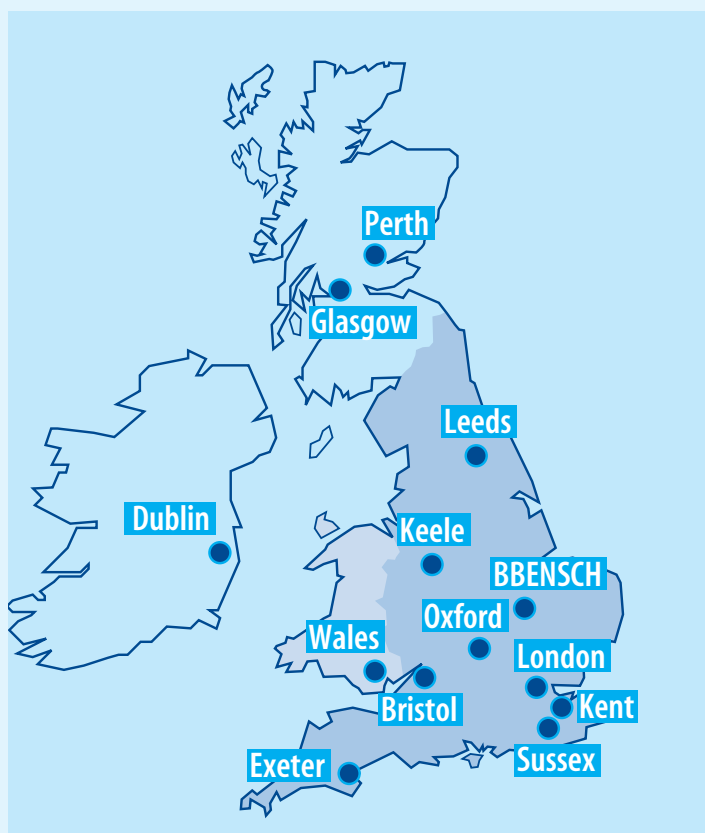 Perth
Glasgow
Leeds
Dublin
Keele
BBENSCH
Oxford
Wales
London
Bristol
Kent
Sussex
Exeter